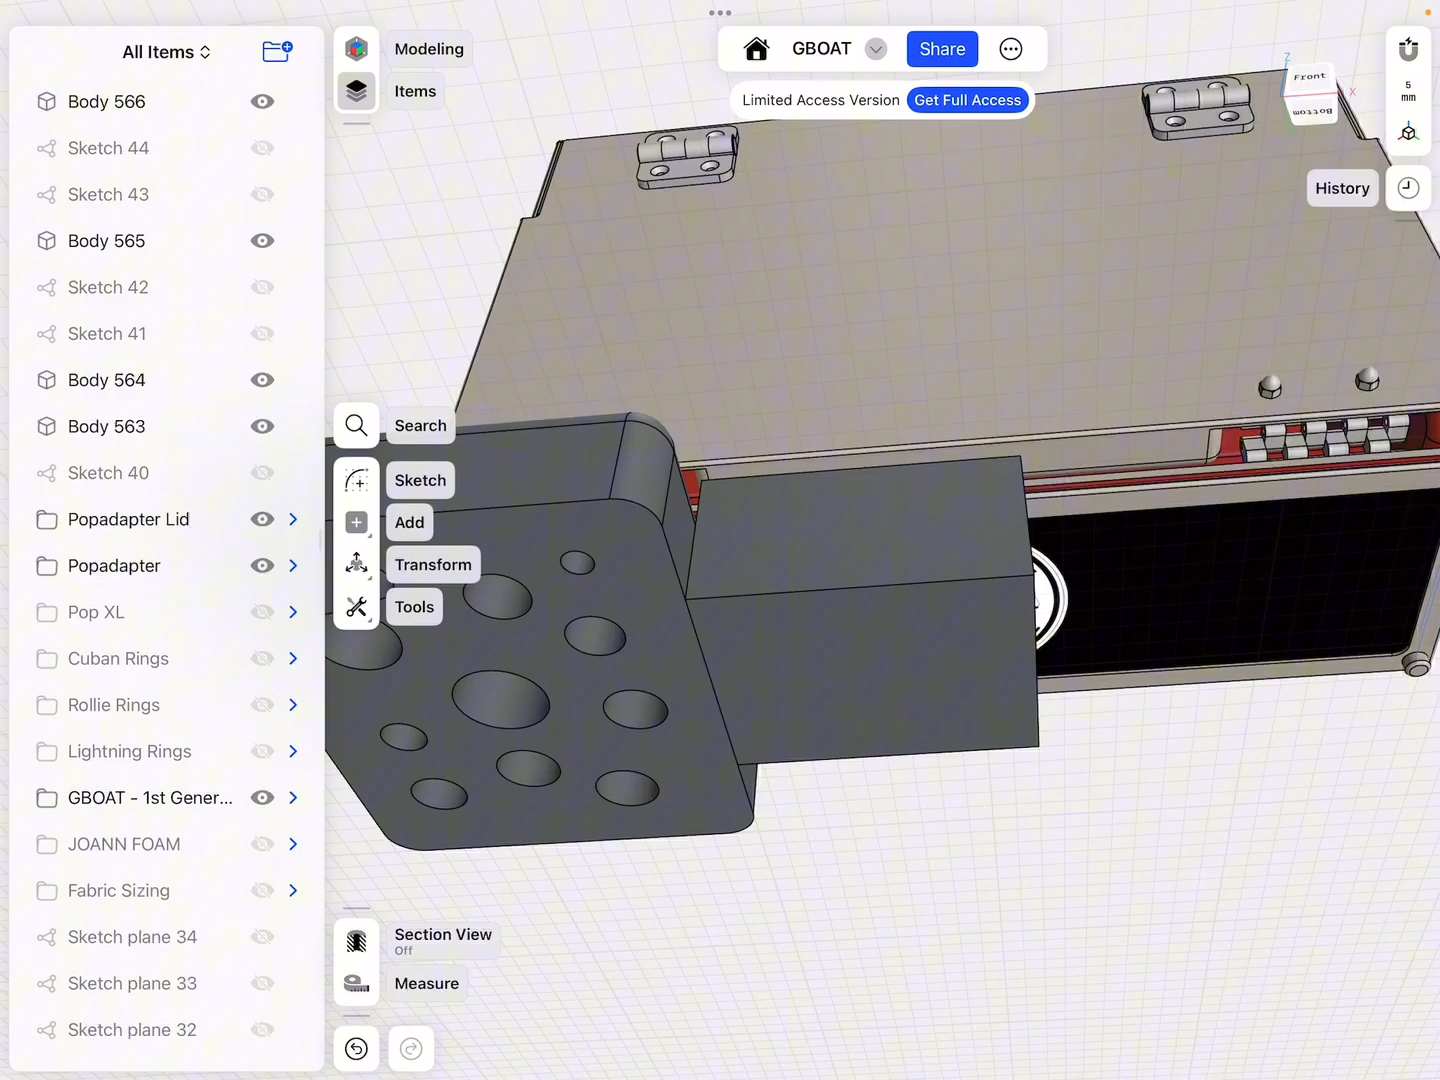 All Items
Body 566
Sketch 44
Sketch 43
Body 565
Sketch 42
Sketch 41
Body 564
Body 563
Sketch 40
Popadapter Lid
Popadapter
Pop XL
Cuban Rings
Rollie Rings
Lightning Rings
GBOAT - 1st Gener...
JOANN FOAM
Fabric Sizing
Sketch plane 34
Sketch plane 33
Sketch plane 32
Modeling
Items
Search
Sketch
Add
Transform
Tools
Section View
Off
Measure
GBOAT
Share
Limited Access Version
Get Full Access
Z
Front
X
Bottom
5
mm
History